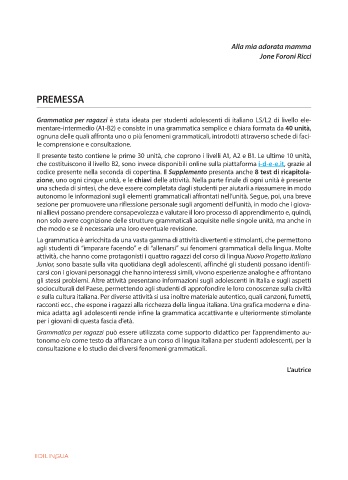 Alla mia adorata mamma
Jone Foroni Ricci
PREMESSA
Grammatica per ragazzi è stata ideata per studenti adolescenti di italiano LS/L2 di livello ele-
mentare-intermedio (A1-B2) e consiste in una grammatica semplice e chiara formata da 40 unità,
ognuna delle quali affronta uno o più fenomeni grammaticali, introdotti attraverso schede di faci-
le comprensione e consultazione.
Il presente testo contiene le prime 30 unità, che coprono i livelli A1, A2 e B1. Le ultime 10 unità,
che costituiscono il livello B2, sono invece disponibili online sulla piattaforma i-d-e-e.it, grazie al
codice presente nella seconda di copertina. Il Supplemento presenta anche 8 test di ricapitola-
zione, uno ogni cinque unità, e le chiavi delle attività. Nella parte finale di ogni unità è presente
una scheda di sintesi, che deve essere completata dagli studenti per aiutarli a riassumere in modo
autonomo le informazioni sugli elementi grammaticali affrontati nell'unità. Segue, poi, una breve
sezione per promuovere una riflessione personale sugli argomenti dell'unità, in modo che i giova-
ni allievi possano prendere consapevolezza e valutare il loro processo di apprendimento e, quindi,
non solo avere cognizione delle strutture grammaticali acquisite nelle singole unità, ma anche in
che modo e se è necessaria una loro eventuale revisione.
La grammatica è arricchita da una vasta gamma di attività divertenti e stimolanti, che permettono
agli studenti di "imparare facendo" e di "allenarsi" sui fenomeni grammaticali della lingua. Molte
attività, che hanno come protagonisti i quattro ragazzi del corso di lingua Nuovo Progetto italiano
Junior, sono basate sulla vita quotidiana degli adolescenti, affinché gli studenti possano identifi-
carsi con i giovani personaggi che hanno interessi simili, vivono esperienze analoghe e affrontano
gli stessi problemi. Altre attività presentano informazioni sugli adolescenti in Italia e sugli aspetti
socioculturali del Paese, permettendo agli studenti di approfondire le loro conoscenze sulla civiltà
e sulla cultura italiana. Per diverse attività si usa inoltre materiale autentico, quali canzoni, fumetti,
racconti ecc., che espone i ragazzi alla ricchezza della lingua italiana. Una grafica moderna e dina-
mica adatta agli adolescenti rende infine la grammatica accattivante e ulteriormente stimolante
per i giovani di questa fascia d'età.
Grammatica per ragazzi può essere utilizzata come supporto didattico per l'apprendimento au-
tonomo e/o come testo da affiancare a un corso di lingua italiana per studenti adolescenti, per la
consultazione e lo studio dei diversi fenomeni grammaticali.
L'autrice
EDILINGUA